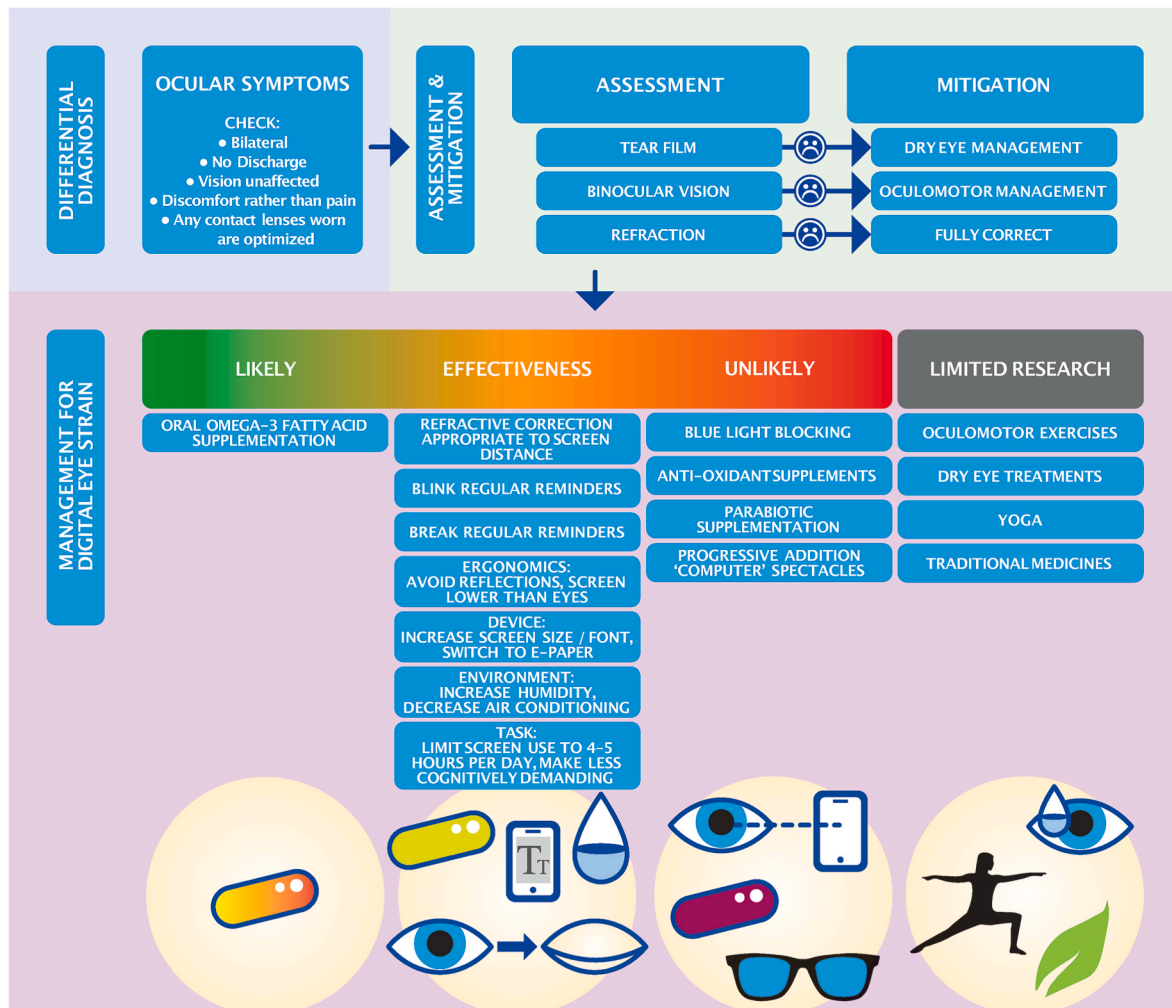 DIFFERENTIAL
DIAGNOSIS
OCULAR SYMPTOMS
CHECK:
● Bilateral
● No Discharge
● Vision unaffected
● Discomfort rather than pain
● Any contact lenses worn
are optimized
ASSESSMENT &
MITIGATION
ASSESSMENT
MITIGATION
TEAR FILM
DRY EYE MANAGEMENT
BINOCULAR VISION
OCULOMOTOR MANAGEMENT
REFRACTION
FULLY CORRECT
MANAGEMENT FOR
DIGITAL EYE STRAIN
LIKELY
EFFECTIVENESS
UNLIKELY
LIMITED RESEARCH
ORAL OMEGA-3 FATTY ACID
SUPPLEMENTATION
REFRACTIVE CORRECTION
APPROPRIATE TO SCREEN
DISTANCE
BLINK REGULAR REMINDERS
BREAK REGULAR REMINDERS
ERGONOMICS:
AVOID REFLECTIONS, SCREEN
LOWER THAN EYES
DEVICE:
INCREASE SCREEN SIZE / FONT,
SWITCH TO E-PAPER
ENVIRONMENT:
INCREASE HUMIDITY,
DECREASE AIR CONDITIONING
TASK:
LIMIT SCREEN USE TO 4-5
HOURS PER DAY, MAKE LESS
COGNITIVELY DEMANDING
BLUE LIGHT BLOCKING
ANTI-OXIDANT SUPPLEMENTS
PARABIOTIC
SUPPLEMENTATION
PROGRESSIVE ADDITION
‘COMPUTER’ SPECTACLES
OCULOMOTOR EXERCISES
DRY EYE TREATMENTS
YOGA
TRADITIONAL MEDICINES
TT